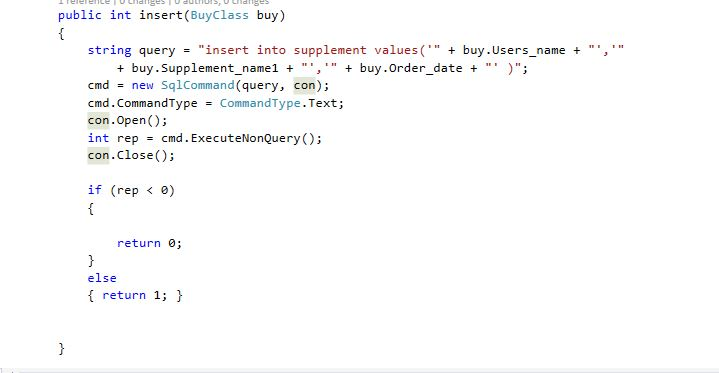 1 reference | 0 changes | 0 authors, 0 changes
public int insert(BuyClass buy)
{
string query = "insert into supplement values('" + buy.Users_name + "','"
+ buy.Supplement_name1 + "','" + buy.Order_date + "' )";
cmd = new SqlCommand(query, con);
cmd.CommandType = CommandType.Text;
con.Open();
int rep = cmd.ExecuteNonQuery();
con.Close();
if (rep < 0)
{
return 0;
}
else
{ return 1; }
}